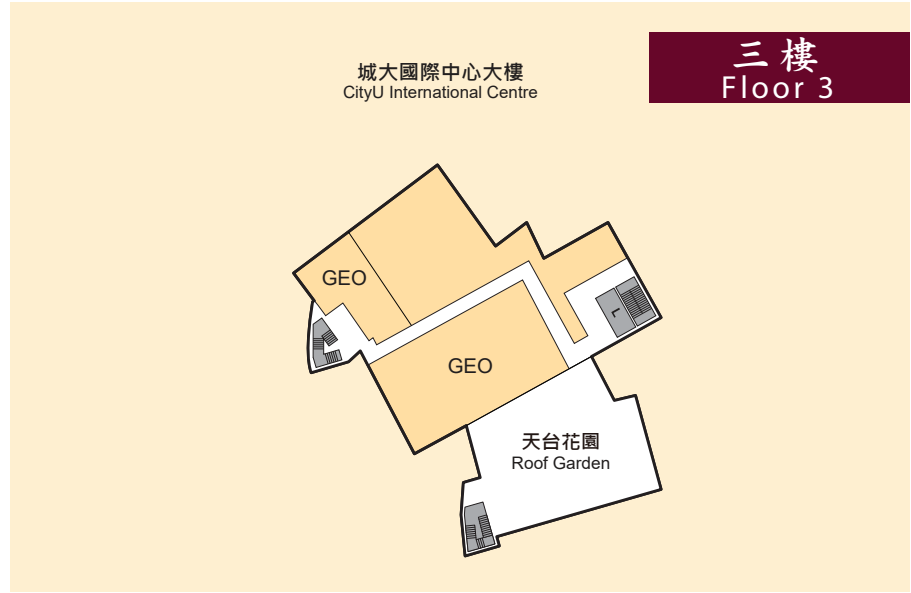 三樓
Floor 3
城大國際中心大樓
CityU International Centre
GEO
L
GEO
天台花園
Roof Garden